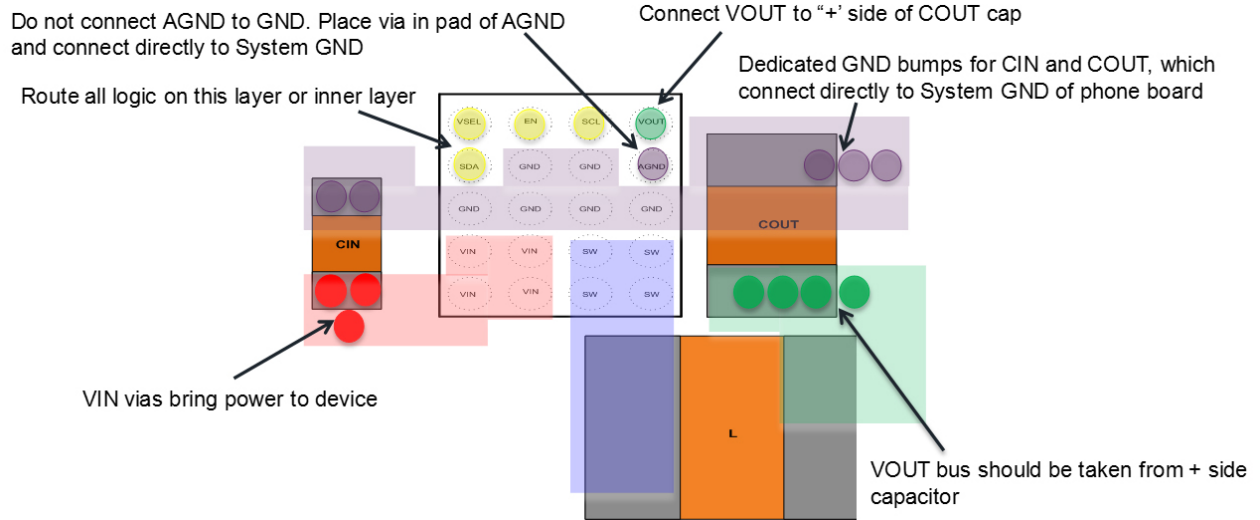 Do not connect AGND to GND. Place via in pad of AGND
and connect directly to System GND
Connect VOUT to “+’ side of COUT cap
Dedicated GND bumps for CIN and COUT, which
connect directly to System GND of phone board
Route all logic on this layer or inner layer
VSEL EN SCL VOUT
SDA GND GND AGND
GND GND GND GND
VIN VIN SW SW
VIN VIN SW SW
CIN
COUT
L
VIN vias bring power to device
VOUT bus should be taken from + side
capacitor